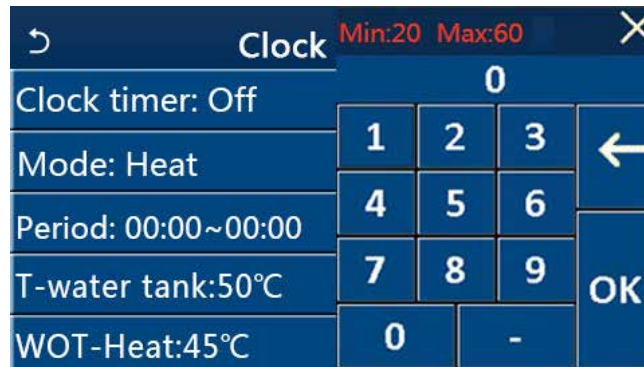 Clock
Clock timer: Off
Mode: Heat
Period: 00:00~00:00
T-water tank:50℃
WOT-Heat:45℃
Min:20 Max:60
0
1 2 3
4 5 6
7 8 9
0 -
OK